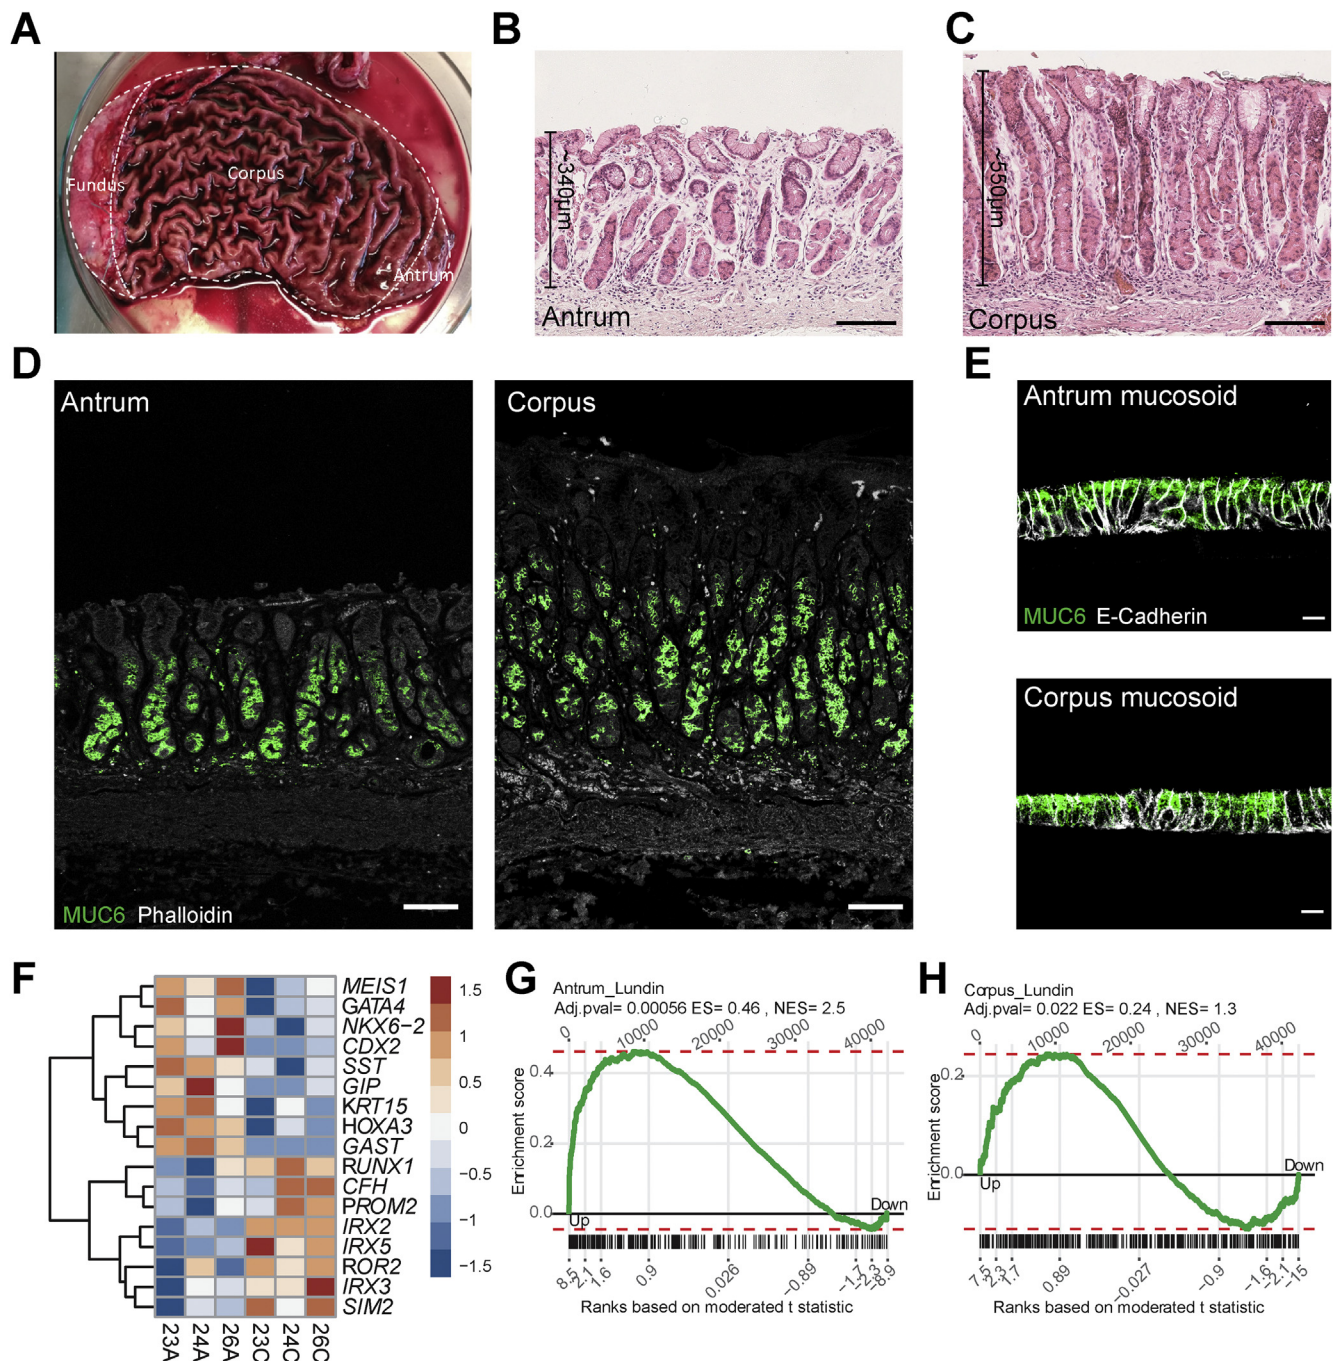 A
Fundus
Corpus
Antrum
B
~340µm
Antrum
C
~550µm
Corpus
D
Antrum
MUC6 Phalloidin
Corpus
E
Antrum mucosoid
MUC6 E-Cadherin
Corpus mucosoid
F
MEIS1
GATA4
NKX6-2
CDX2
SST
GIP
KRT15
HOXA3
GAST
RUNX1
CFH
PROM2
IRX2
IRX5
ROR2
IRX3
SIM2
1.5
1
0.5
0
−0.5
−1
−1.5
23A 24A 26A 23C 24C 26C
G
Antrum_Lundin
Adj.pval= 0.00056 ES= 0.46 , NES= 2.5
0 10000 20000 30000 40000
Enrichment score
0.4
0.2
0.0
Up
Down
8.5 2.1 1.6 0.9 0.026 −0.89 −1.2 −2.3 −8.9
Ranks based on moderated t statistic
H
Corpus_Lundin
Adj.pval= 0.022 ES= 0.24 , NES= 1.3
0 10000 20000 30000 40000
Enrichment score
0.2
0.0
Up
Down
7.5 2.3 1.7 0.89 −0.027 −0.9 −1.6 −2.1 −15
Ranks based on moderated t statistic